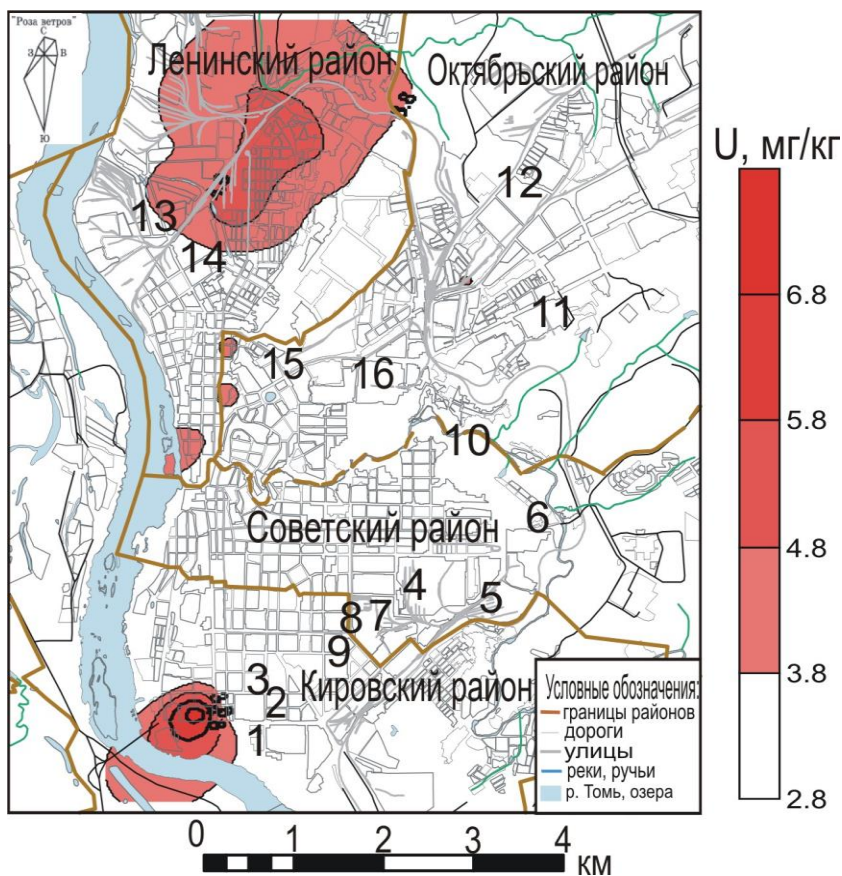 "Роза ветров"
С
З
В
Ю
Ленинский район
Октябрьский район
U, мг/кг
12
13
14
6.8
11
15
16
5.8
10
6
Советский район
4.8
4
5
8
7
9
3.8
3
2
Кировский район
1
Условные обозначения:
границы районов
дороги
улицы
реки, ручьи
р. Томь, озера
2.8
0
1
2
3
4
км